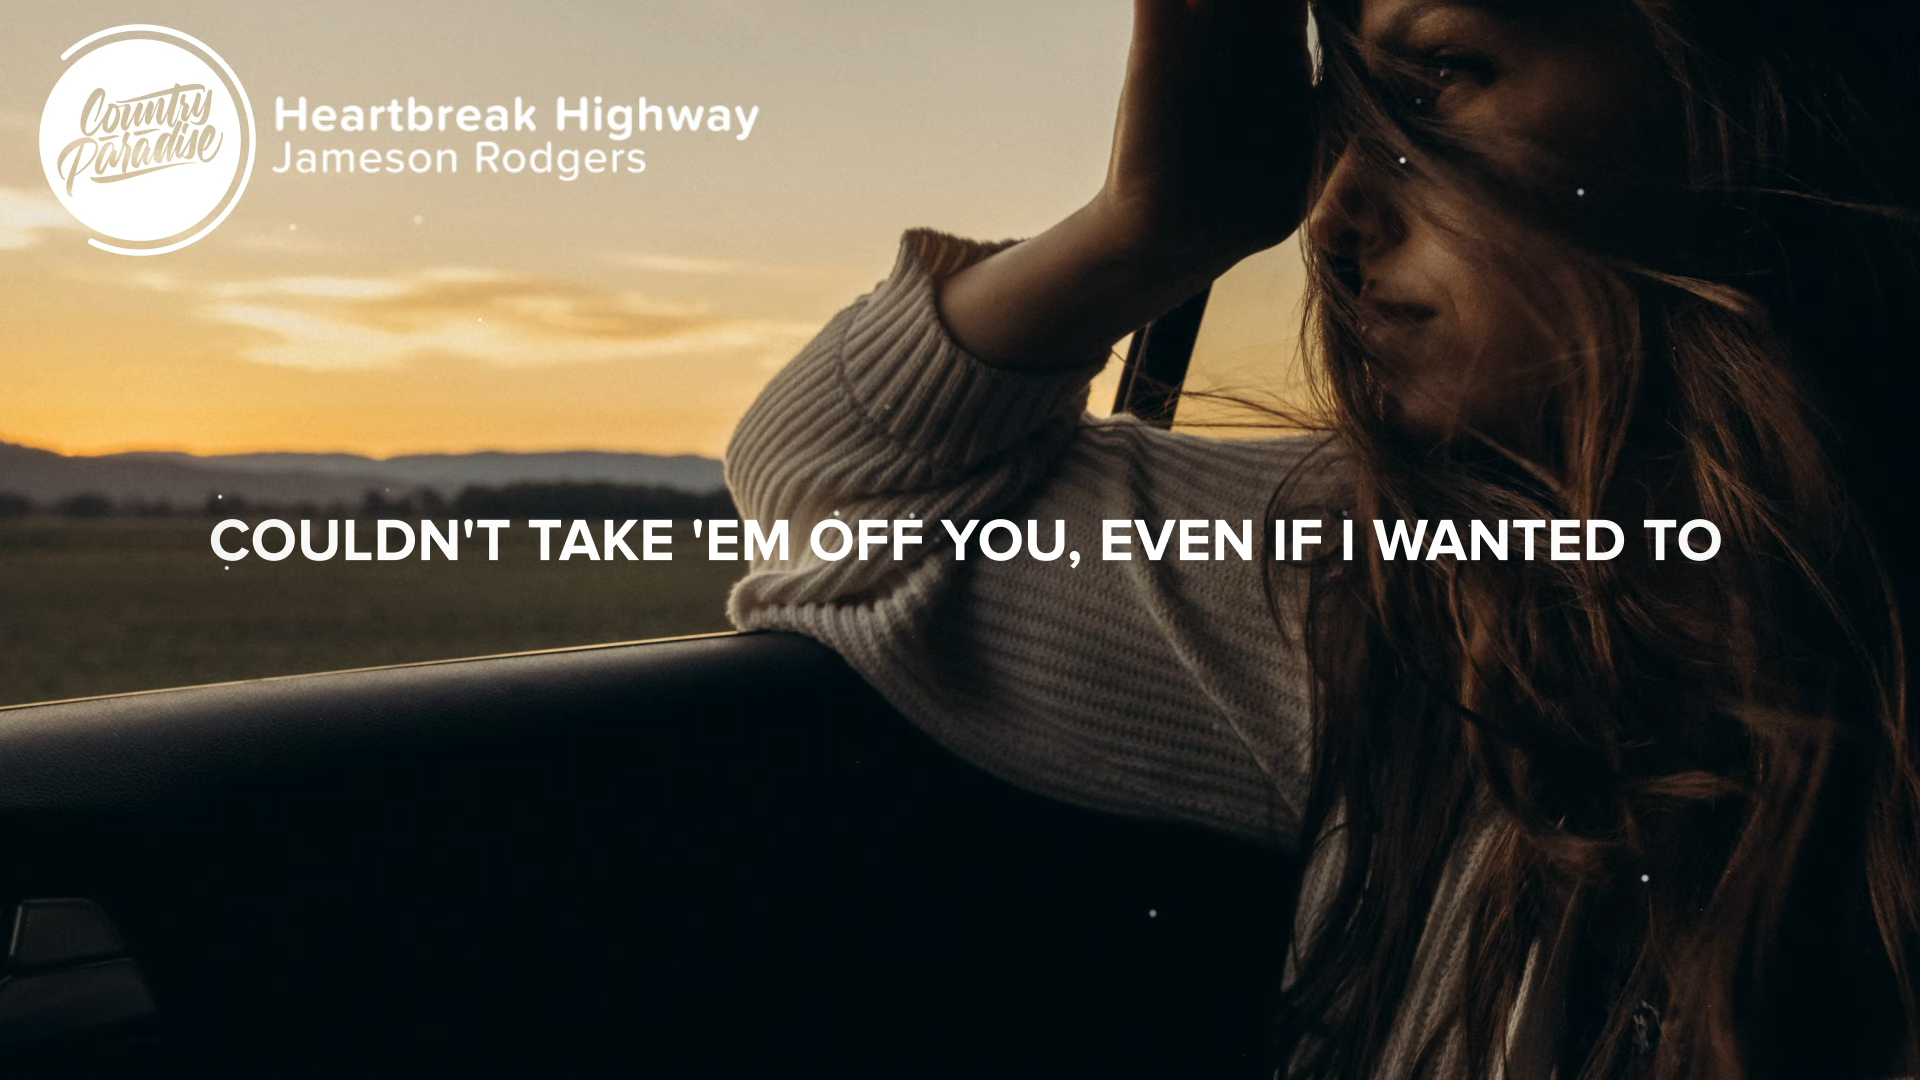 Country
Paradise
Heartbreak Highway
Jameson Rodgers
COULDN'T TAKE 'EM OFF YOU, EVEN IF I WANTED TO